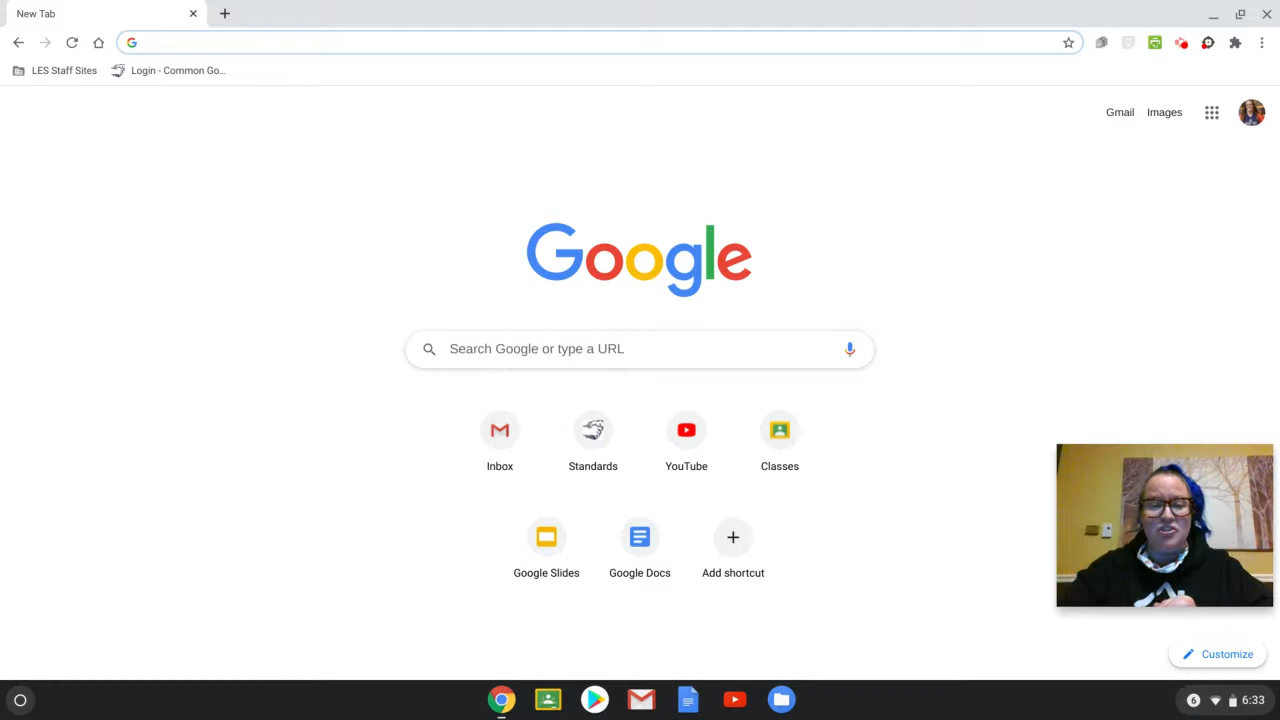 New Tab
LES Staff Sites
Login - Common Go...
Gmail
Images
Google
Search Google or type a URL
Inbox
Standards
YouTube
Classes
Google Slides
Google Docs
Add shortcut
Customize
6
6:33